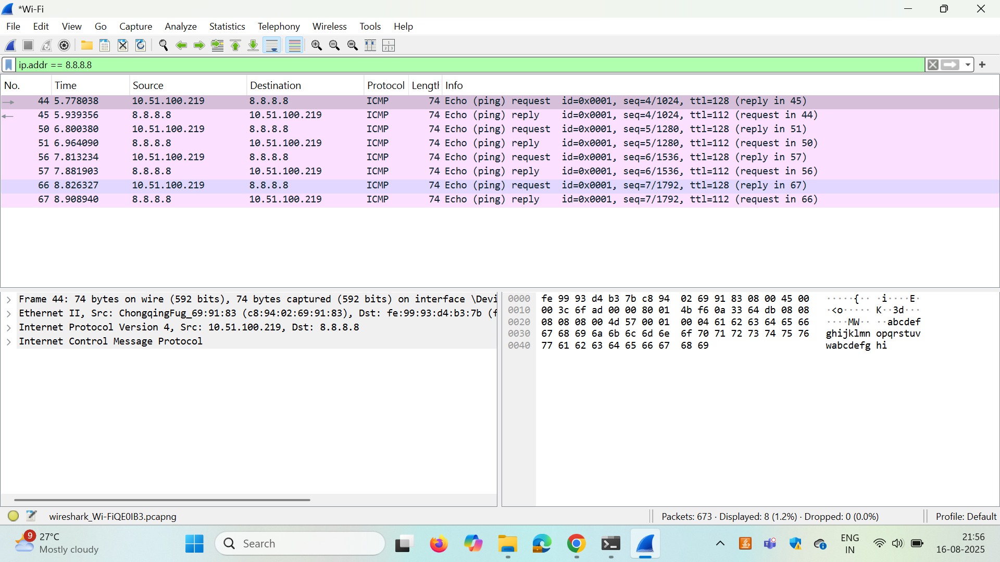 *Wi-Fi
File Edit View Go Capture Analyze Statistics Telephony Wireless Tools Help
ip.addr == 8.8.8.8
No. Time Source Destination Protocol Length Info
44 5.778038 10.51.100.219 8.8.8.8 ICMP 74 Echo (ping) request id=0x0001, seq=4/1024, ttl=128 (reply in 45)
45 5.939356 8.8.8.8 10.51.100.219 ICMP 74 Echo (ping) reply id=0x0001, seq=4/1024, ttl=112 (request in 44)
50 6.800380 10.51.100.219 8.8.8.8 ICMP 74 Echo (ping) request id=0x0001, seq=5/1280, ttl=128 (reply in 51)
51 6.964090 8.8.8.8 10.51.100.219 ICMP 74 Echo (ping) reply id=0x0001, seq=5/1280, ttl=112 (request in 50)
56 7.813234 10.51.100.219 8.8.8.8 ICMP 74 Echo (ping) request id=0x0001, seq=6/1536, ttl=128 (reply in 57)
57 7.881903 8.8.8.8 10.51.100.219 ICMP 74 Echo (ping) reply id=0x0001, seq=6/1536, ttl=112 (request in 56)
66 8.826327 10.51.100.219 8.8.8.8 ICMP 74 Echo (ping) request id=0x0001, seq=7/1792, ttl=128 (reply in 67)
67 8.908940 8.8.8.8 10.51.100.219 ICMP 74 Echo (ping) reply id=0x0001, seq=7/1792, ttl=112 (request in 66)
Frame 44: 74 bytes on wire (592 bits), 74 bytes captured (592 bits) on interface \Devi
Ethernet II, Src: ChongqingFug_69:91:83 (c8:94:02:69:91:83), Dst: fe:99:93:d4:b3:7b (f
Internet Protocol Version 4, Src: 10.51.100.219, Dst: 8.8.8.8
Internet Control Message Protocol
0000 fe 99 93 d4 b3 7b c8 94 02 69 91 83 08 00 45 00 ·····{·· ·i····E·
0010 00 3c 6f ad 00 00 80 01 4b f6 0a 33 64 db 08 08 ·<o····· K··3d···
0020 08 08 08 00 4d 57 00 01 00 04 61 62 63 64 65 66 ····MW·· ··abcdef
0030 67 68 69 6a 6b 6c 6d 6e 6f 70 71 72 73 74 75 76 ghijklmn opqrstuv
0040 77 61 62 63 64 65 66 67 68 69 wabcdefg hi
wireshark_Wi-FiQE0IB3.pcapng Packets: 673 · Displayed: 8 (1.2%) · Dropped: 0 (0.0%) Profile: Default
9 27°C
Mostly cloudy
Search
ENG
IN
21:56
16-08-2025